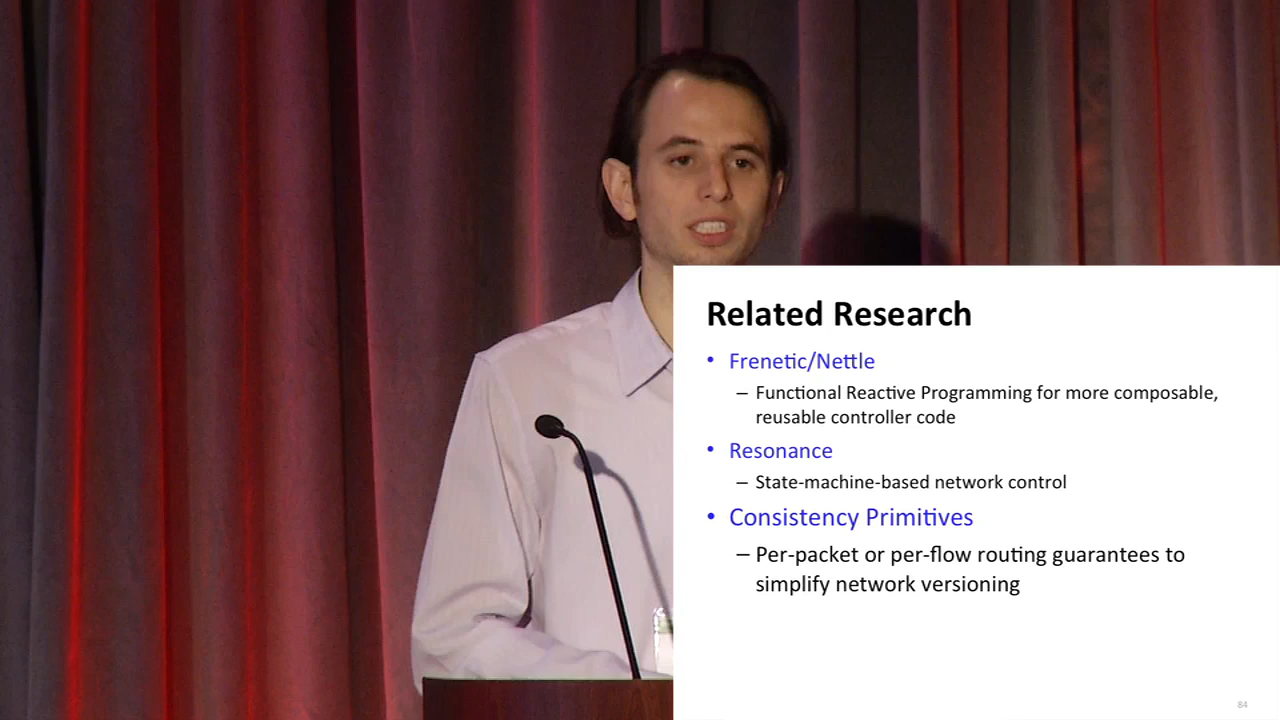 Related Research
• Frenetic/Nettle
– Functional Reactive Programming for more composable,
reusable controller code
• Resonance
– State-machine-based network control
• Consistency Primitives
– Per-packet or per-flow routing guarantees to
simplify network versioning
84